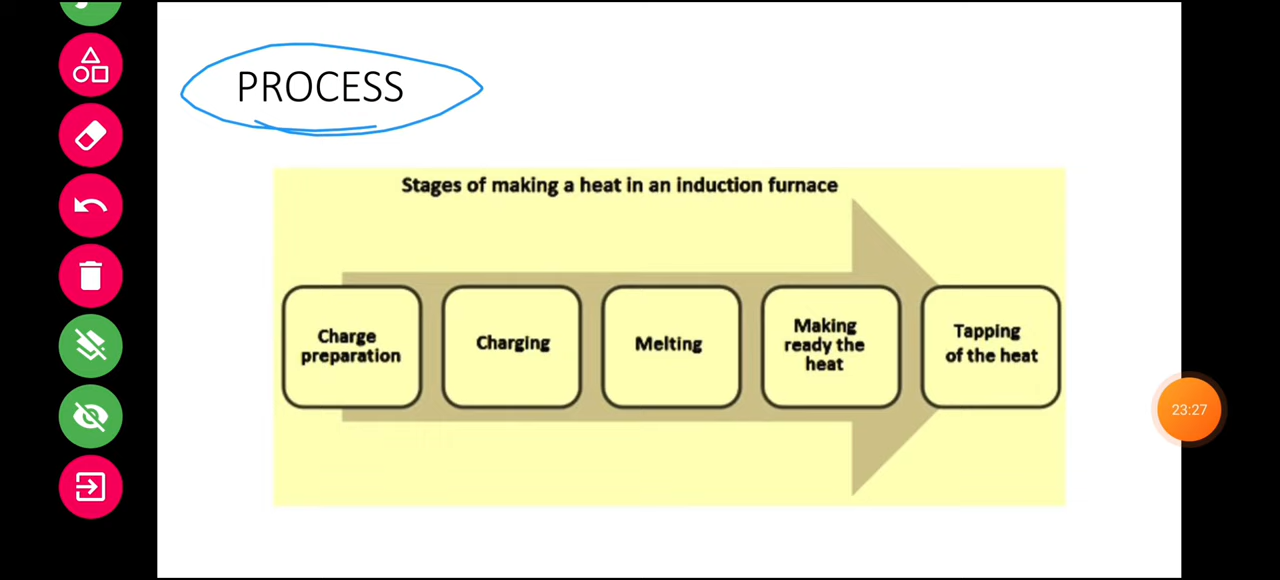 PROCESS
Stages of making a heat in an induction furnace
Charge
preparation
Charging
Melting
Making
ready the
heat
Tapping
of the heat
23:27